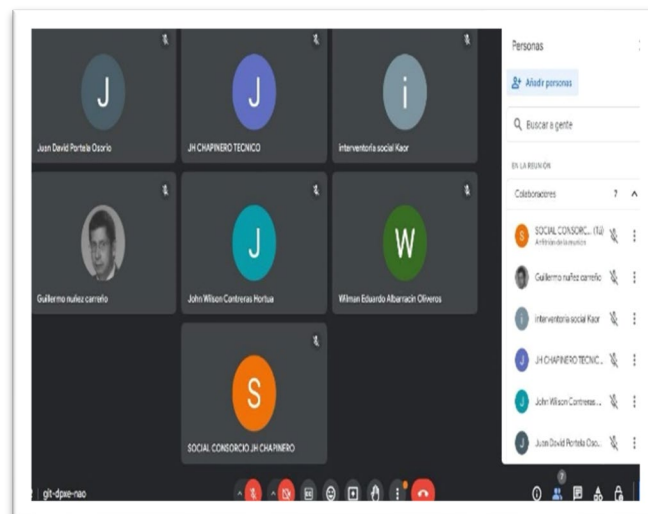 J
J
i
Juan David Portela Osorio
JH CHAPINERO TECNICO
interventoria social Kaor
J
W
Guillermo nuñez carreño
John Wilson Contreras Hortua
Wilman Eduardo Albarracin Oliveros
S
SOCIAL CONSORCIO JH CHAPINERO
git-dpxe-nao
Personas
Añadir personas
Buscar a gente
EN LA REUNIÓN
Colaboradores 7
S SOCIAL CONSORC... (Tú)
Anfitrión de la reunión
Guillermo nuñez carreño
i interventoria social Kaor
J JH CHAPINERO TECNIC...
J John Wilson Contreras ...
J Juan David Portela Oso...
7